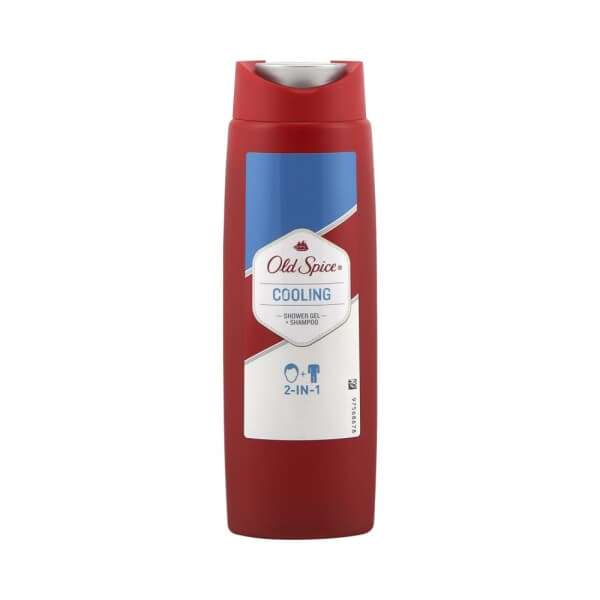 Old Spice®
COOLING
— SHOWER GEL —
+ SHAMPOO
+
2-IN-1